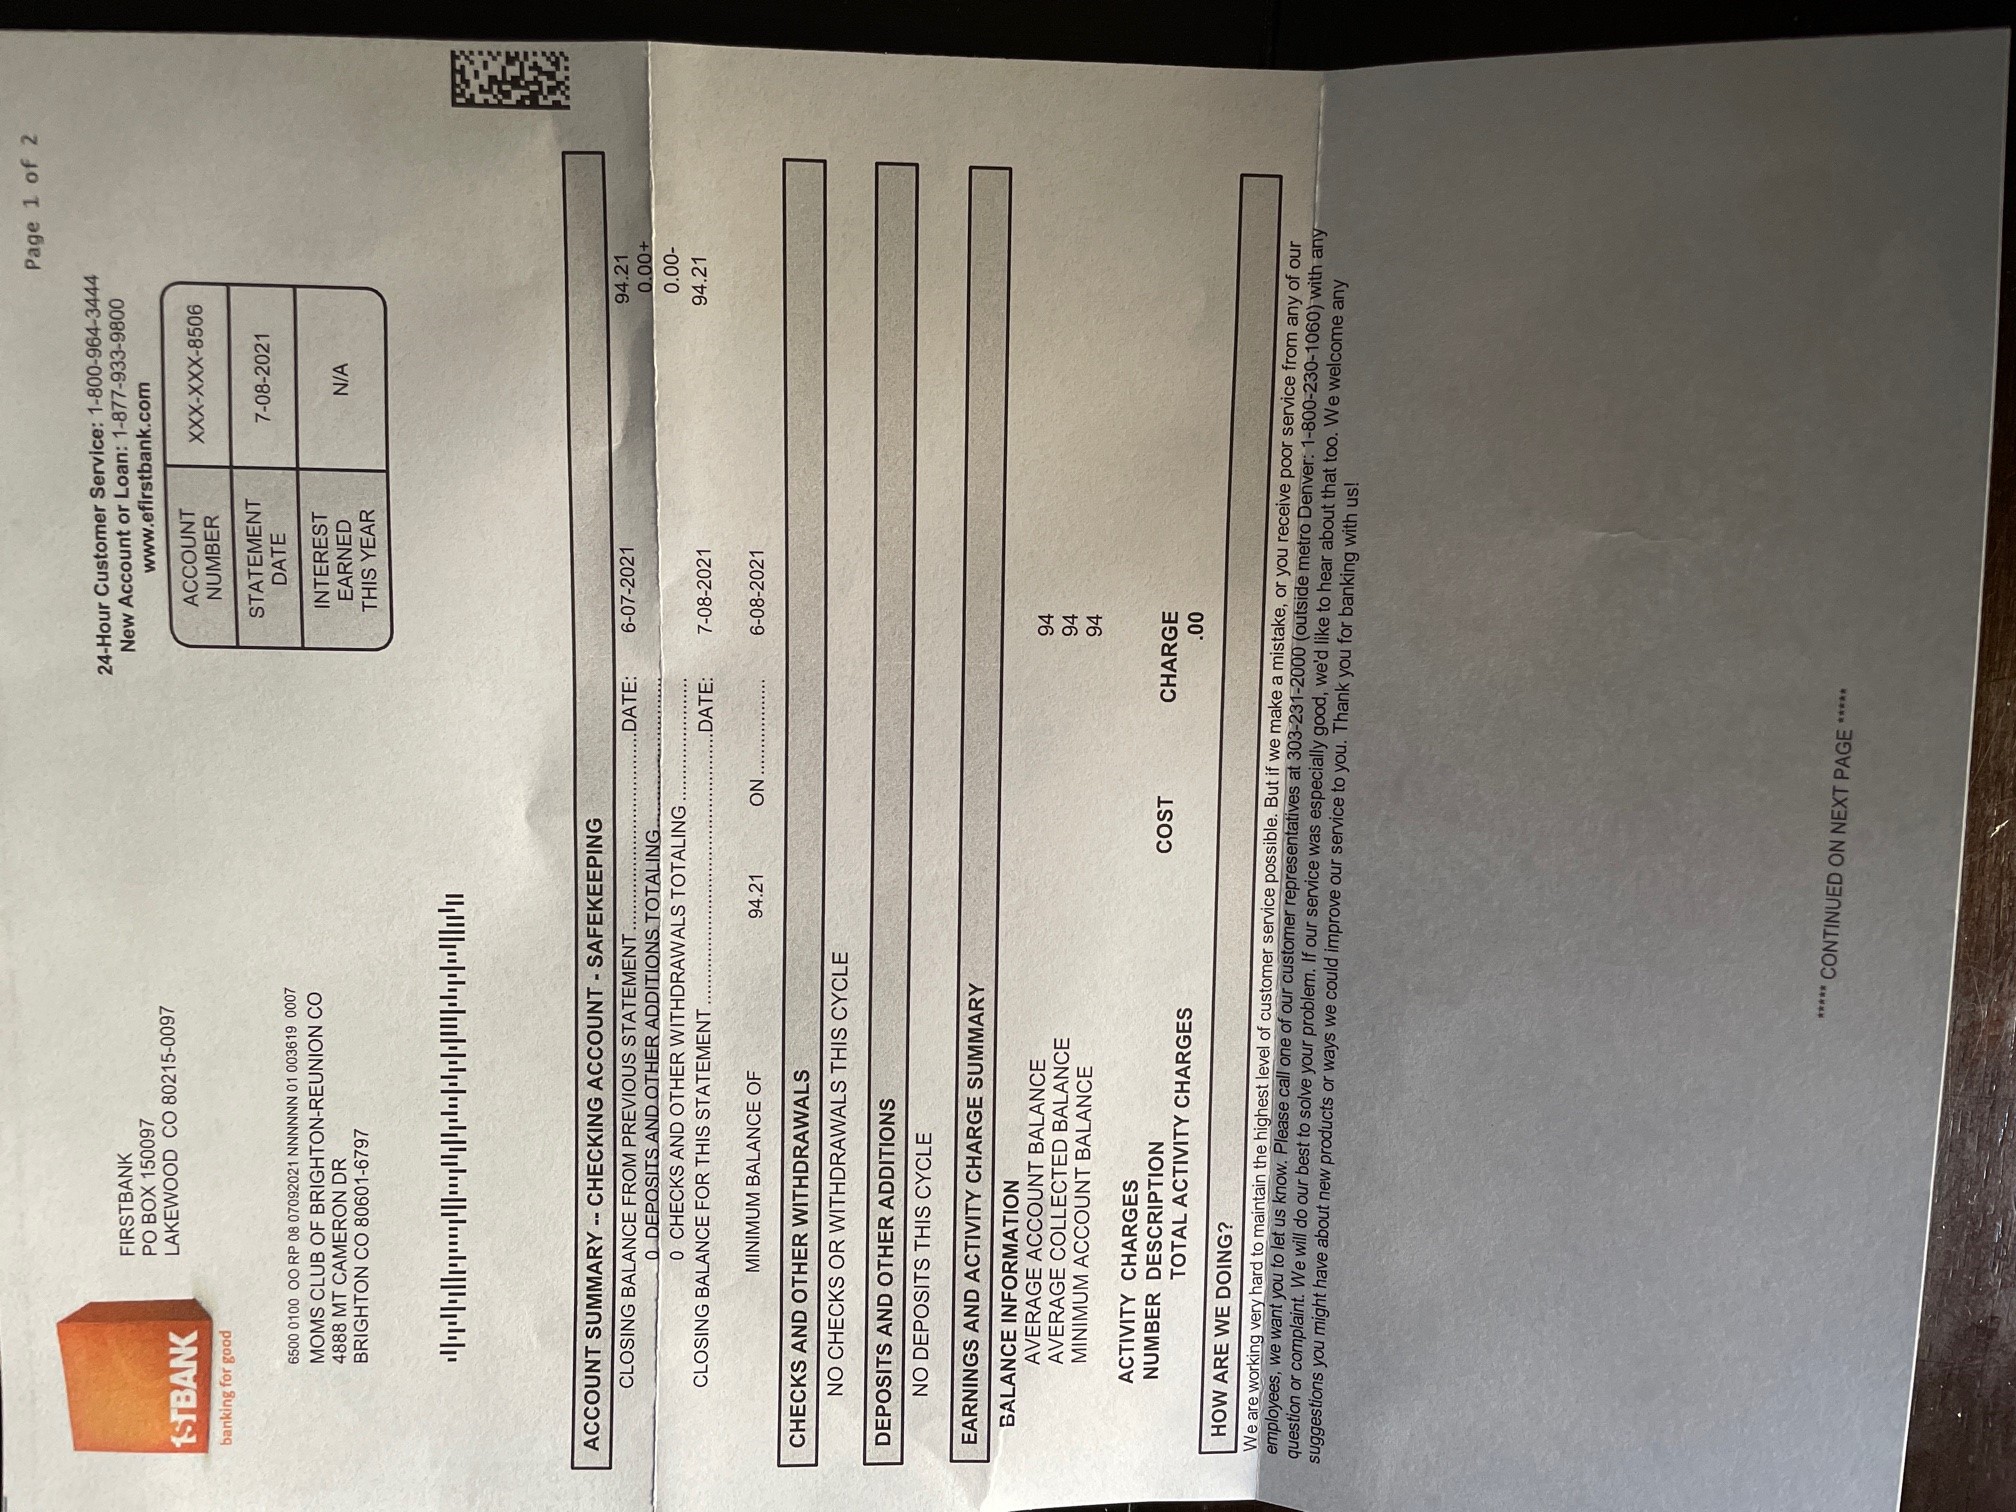 Page 1 of 2
1STBANK
banking for good
FIRSTBANK
PO BOX 150097
LAKEWOOD CO 80215-0097
24-Hour Customer Service: 1-800-964-3444
New Account or Loan: 1-877-933-9800
www.efirstbank.com
ACCOUNT NUMBER XXX-XXX-8506
STATEMENT DATE 7-08-2021
INTEREST EARNED THIS YEAR N/A
6500 0100 OO RP 08 07092021 NNNNNN 01 003619 0007
MOMS CLUB OF BRIGHTON-REUNION CO
4888 MT CAMERON DR
BRIGHTON CO 80601-6797
ACCOUNT SUMMARY -- CHECKING ACCOUNT - SAFEKEEPING
CLOSING BALANCE FROM PREVIOUS STATEMENT..............................DATE: 6-07-2021 94.21
0 DEPOSITS AND OTHER ADDITIONS TOTALING.............................. 0.00+
0 CHECKS AND OTHER WITHDRAWALS TOTALING .............................. 0.00-
CLOSING BALANCE FOR THIS STATEMENT ..............................DATE: 7-08-2021 94.21
MINIMUM BALANCE OF 94.21 ON ................. 6-08-2021
CHECKS AND OTHER WITHDRAWALS
NO CHECKS OR WITHDRAWALS THIS CYCLE
DEPOSITS AND OTHER ADDITIONS
NO DEPOSITS THIS CYCLE
EARNINGS AND ACTIVITY CHARGE SUMMARY
BALANCE INFORMATION
AVERAGE ACCOUNT BALANCE 94
AVERAGE COLLECTED BALANCE 94
MINIMUM ACCOUNT BALANCE 94
ACTIVITY CHARGES
NUMBER DESCRIPTION COST CHARGE
TOTAL ACTIVITY CHARGES .00
HOW ARE WE DOING?
We are working very hard to maintain the highest level of customer service possible. But if we make a mistake, or you receive poor service from any of our
employees, we want you to let us know. Please call one of our customer representatives at 303-231-2000 (outside metro Denver: 1-800-230-1060) with any
question or complaint. We will do our best to solve your problem. If our service was especially good, we'd like to hear about that too. We welcome any
suggestions you might have about new products or ways we could improve our service to you. Thank you for banking with us!
***** CONTINUED ON NEXT PAGE *****